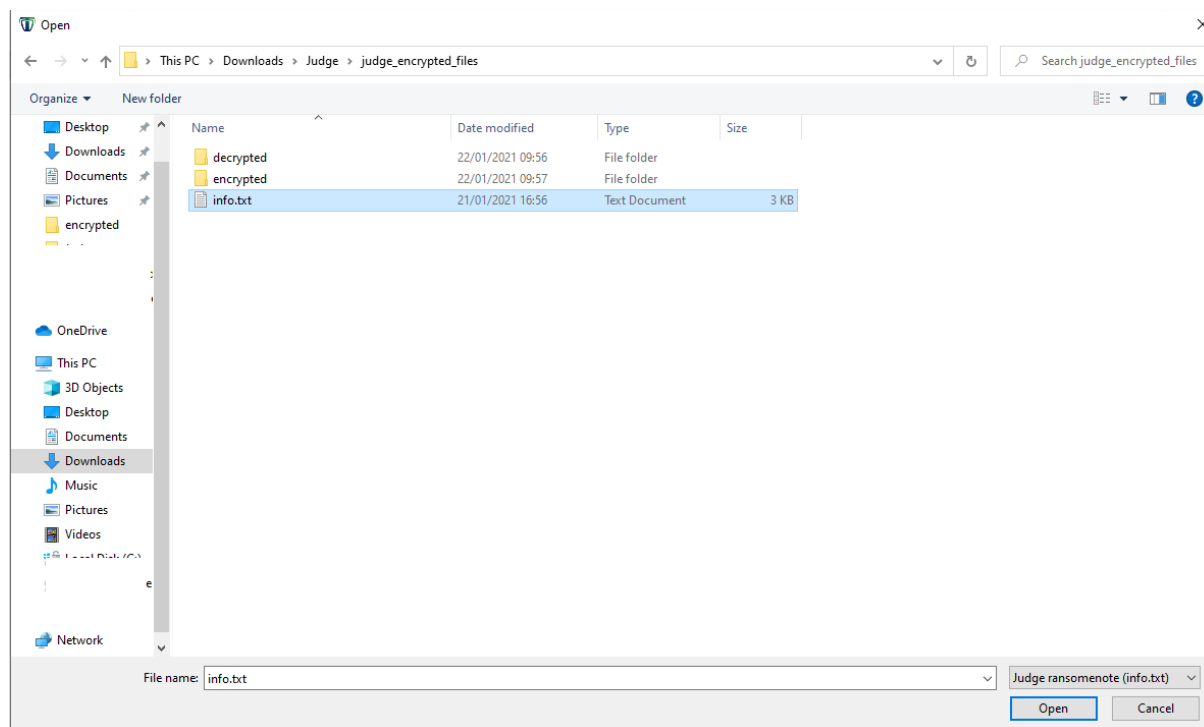 Open
This PC > Downloads > Judge > judge_encrypted_files
Search judge_encrypted_files
Organize
New folder
Name Date modified Type Size
decrypted 22/01/2021 09:56 File folder
encrypted 22/01/2021 09:57 File folder
info.txt 21/01/2021 16:56 Text Document 3 KB
Desktop
Downloads
Documents
Pictures
encrypted
OneDrive
This PC
3D Objects
Desktop
Documents
Downloads
Music
Pictures
Videos
Local Disk (C:)
e
Network
File name: info.txt
Judge ransomenote (info.txt)
Open Cancel